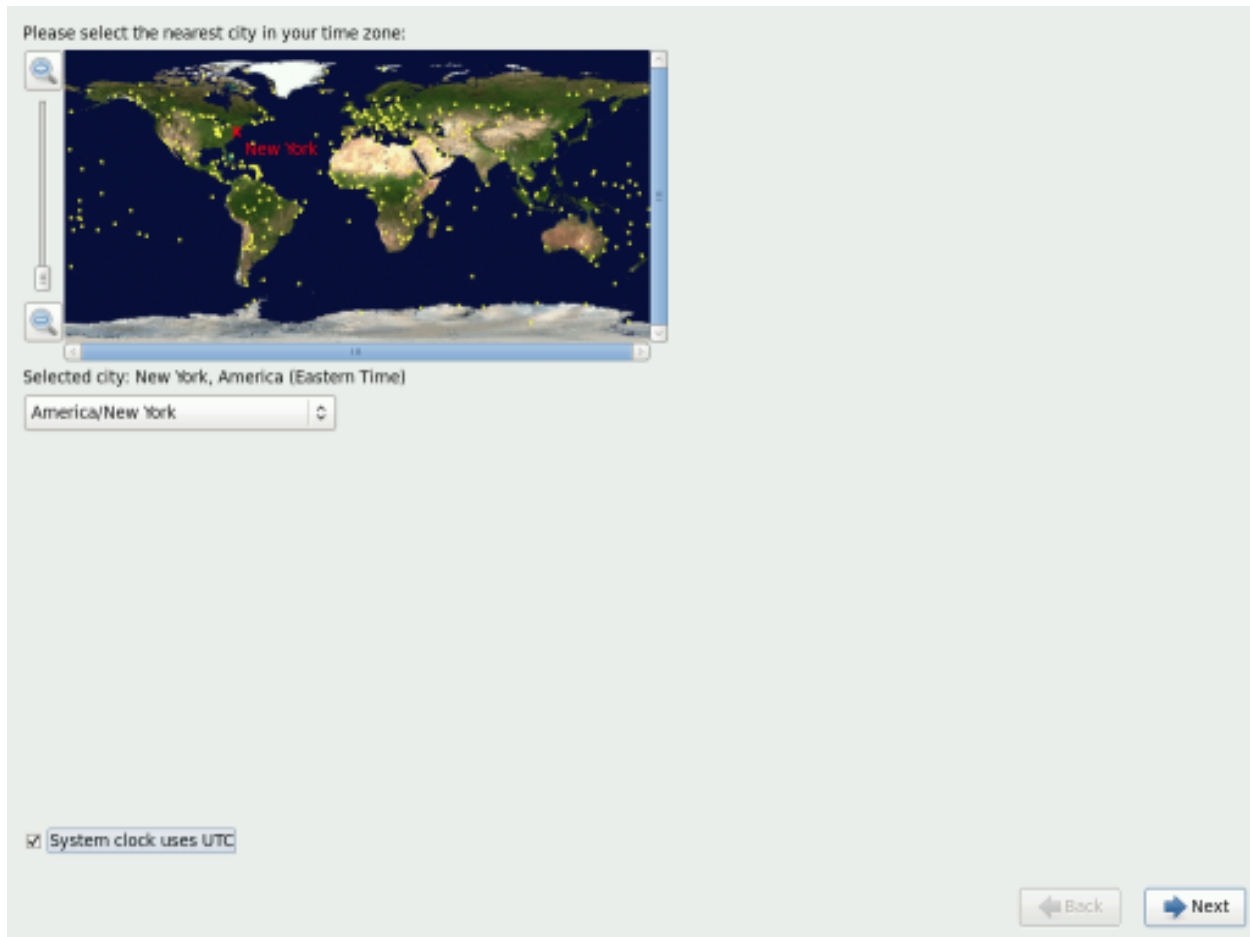 Please select the nearest city in your time zone:
New York
Selected city: New York, America (Eastern Time)
America/New York
System clock uses UTC
Back
Next